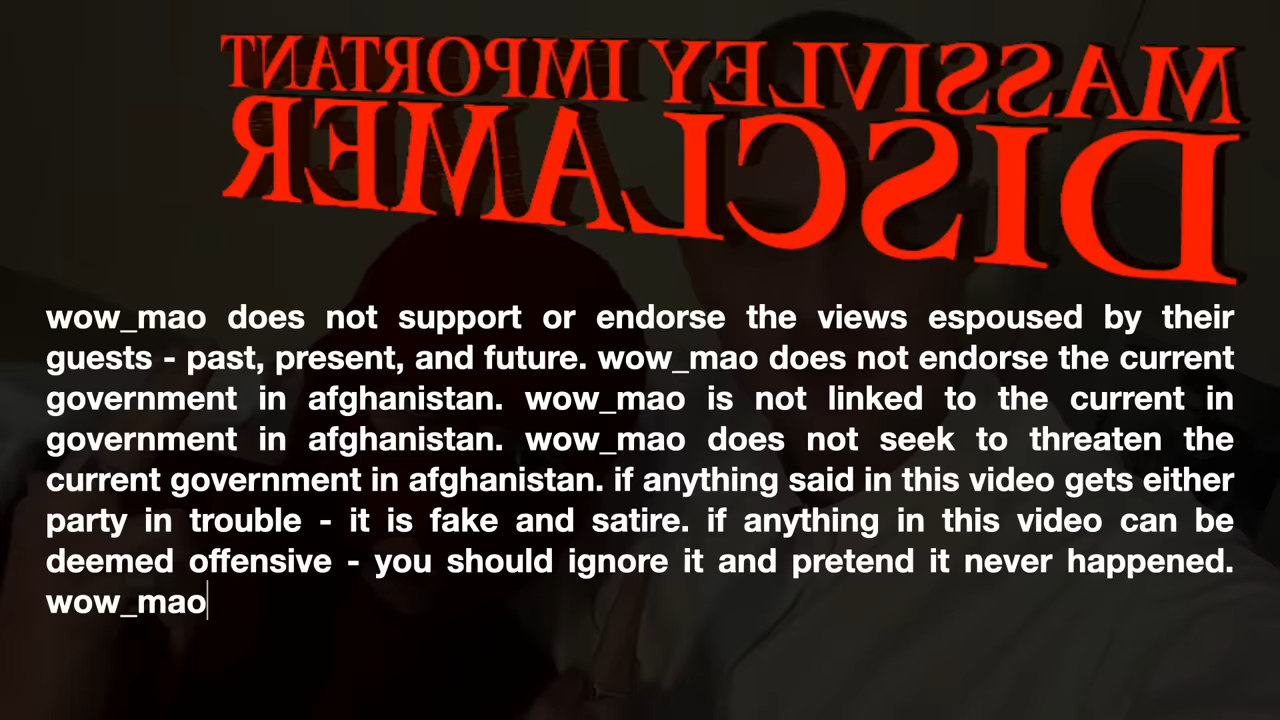 MASSIVLEY IMPORTANT
DISCLAMER
wow_mao does not support or endorse the views espoused by their
guests - past, present, and future. wow_mao does not endorse the current
government in afghanistan. wow_mao is not linked to the current in
government in afghanistan. wow_mao does not seek to threaten the
current government in afghanistan. if anything said in this video gets either
party in trouble - it is fake and satire. if anything in this video can be
deemed offensive - you should ignore it and pretend it never happened.
wow_mao